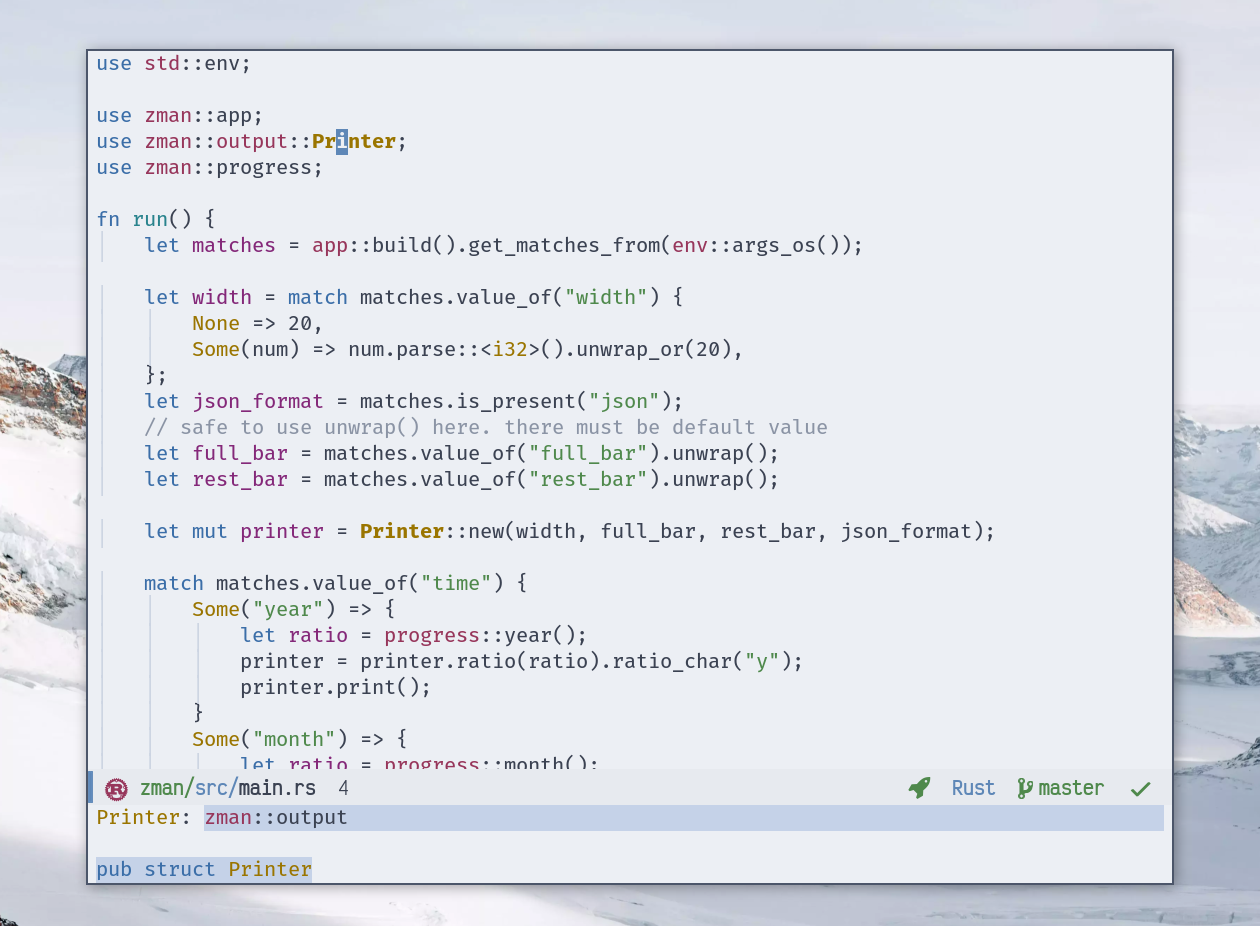 use std::env;
use zman::app;
use zman::output::Printer;
use zman::progress;
fn run() {
    let matches = app::build().get_matches_from(env::args_os());
    let width = match matches.value_of("width") {
        None => 20,
        Some(num) => num.parse::<i32>().unwrap_or(20),
    };
    let json_format = matches.is_present("json");
    // safe to use unwrap() here. there must be default value
    let full_bar = matches.value_of("full_bar").unwrap();
    let rest_bar = matches.value_of("rest_bar").unwrap();
    let mut printer = Printer::new(width, full_bar, rest_bar, json_format);
    match matches.value_of("time") {
        Some("year") => {
            let ratio = progress::year();
            printer = printer.ratio(ratio).ratio_char("y");
            printer.print();
        }
        Some("month") => {
            let ratio = progress::month();
R zman/src/main.rs 4 Rust master
Printer: zman::output
pub struct Printer